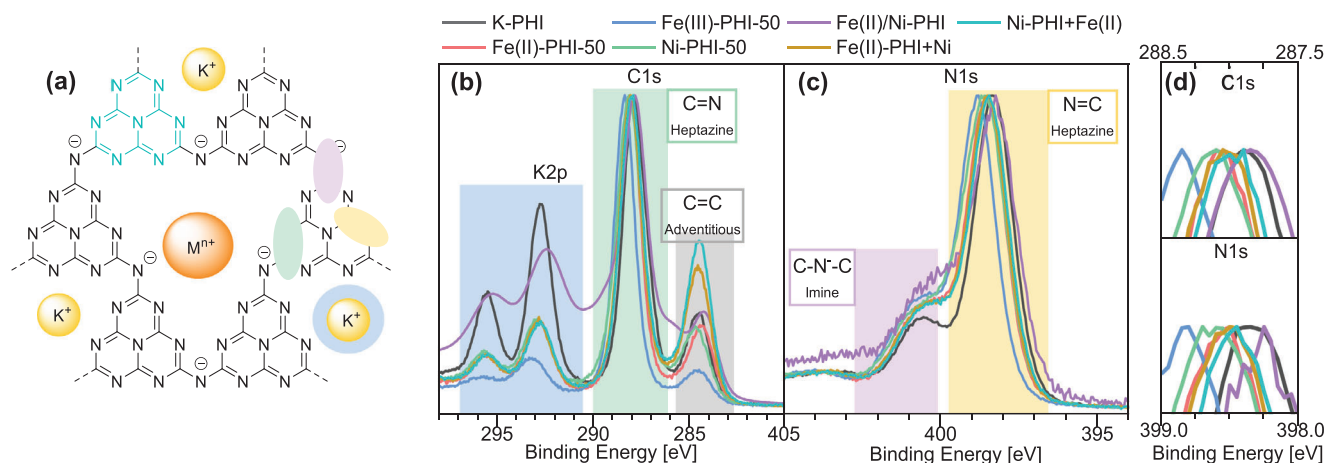 K-PHI Fe(III)-PHI-50 Fe(II)/Ni-PHI Ni-PHI+Fe(II)
Fe(II)-PHI-50 Ni-PHI-50 Fe(II)-PHI+Ni
(a)
K+
N N N N
N N N N
N N N
N N N N N N
N N N
⊖ ⊖ ⊖
N N
N N
N N N
N N N
Mn+
N N N
⊖ ⊖
N N
K+ K+
N N
N N N N
N N N N N N
N N N N
N N N
⊖
(b)
C1s
C=N
Heptazine
K2p
C=C
Adventitious
295 290 284 405
Binding Energy [eV]
(c)
N1s
N=C
Heptazine
C-N--C
Imine
400 395
Binding Energy [eV]
288.5 287.5
(d)
C1s
N1s
399.0 398.0
Binding Energy [eV]